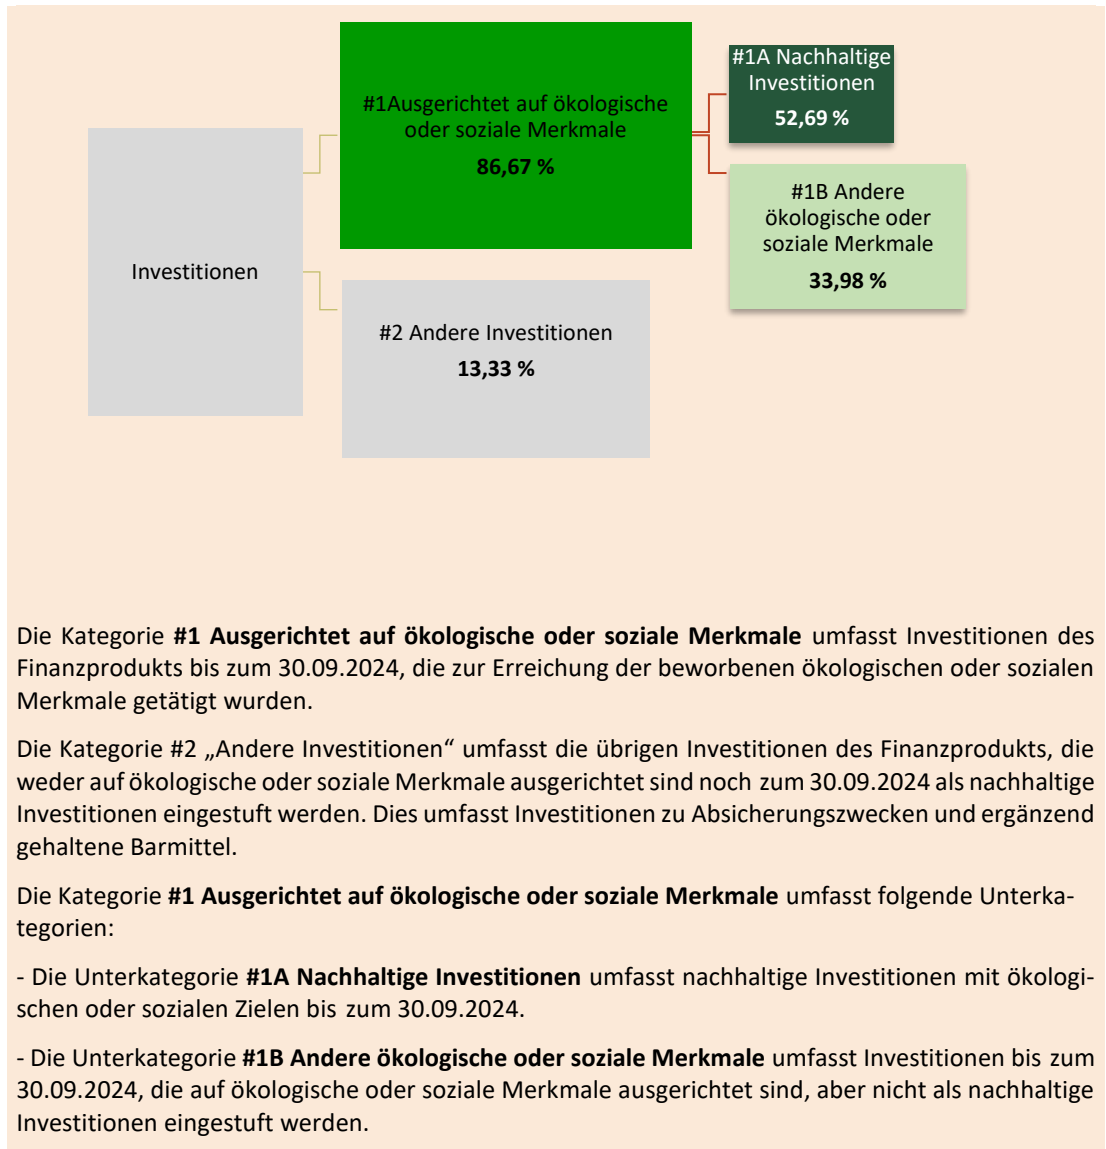 #1A Nachhaltige
Investitionen
52,69 %
#1Ausgerichtet auf ökologische
oder soziale Merkmale
86,67 %
#1B Andere
ökologische oder
soziale Merkmale
33,98 %
Investitionen
#2 Andere Investitionen
13,33 %
Die Kategorie #1 Ausgerichtet auf ökologische oder soziale Merkmale umfasst Investitionen des
Finanzprodukts bis zum 30.09.2024, die zur Erreichung der beworbenen ökologischen oder sozialen
Merkmale getätigt wurden.
Die Kategorie #2 „Andere Investitionen“ umfasst die übrigen Investitionen des Finanzprodukts, die
weder auf ökologische oder soziale Merkmale ausgerichtet sind noch zum 30.09.2024 als nachhaltige
Investitionen eingestuft werden. Dies umfasst Investitionen zu Absicherungszwecken und ergänzend
gehaltene Barmittel.
Die Kategorie #1 Ausgerichtet auf ökologische oder soziale Merkmale umfasst folgende Unterka-
tegorien:
- Die Unterkategorie #1A Nachhaltige Investitionen umfasst nachhaltige Investitionen mit ökologi-
schen oder sozialen Zielen bis zum 30.09.2024.
- Die Unterkategorie #1B Andere ökologische oder soziale Merkmale umfasst Investitionen bis zum
30.09.2024, die auf ökologische oder soziale Merkmale ausgerichtet sind, aber nicht als nachhaltige
Investitionen eingestuft werden.